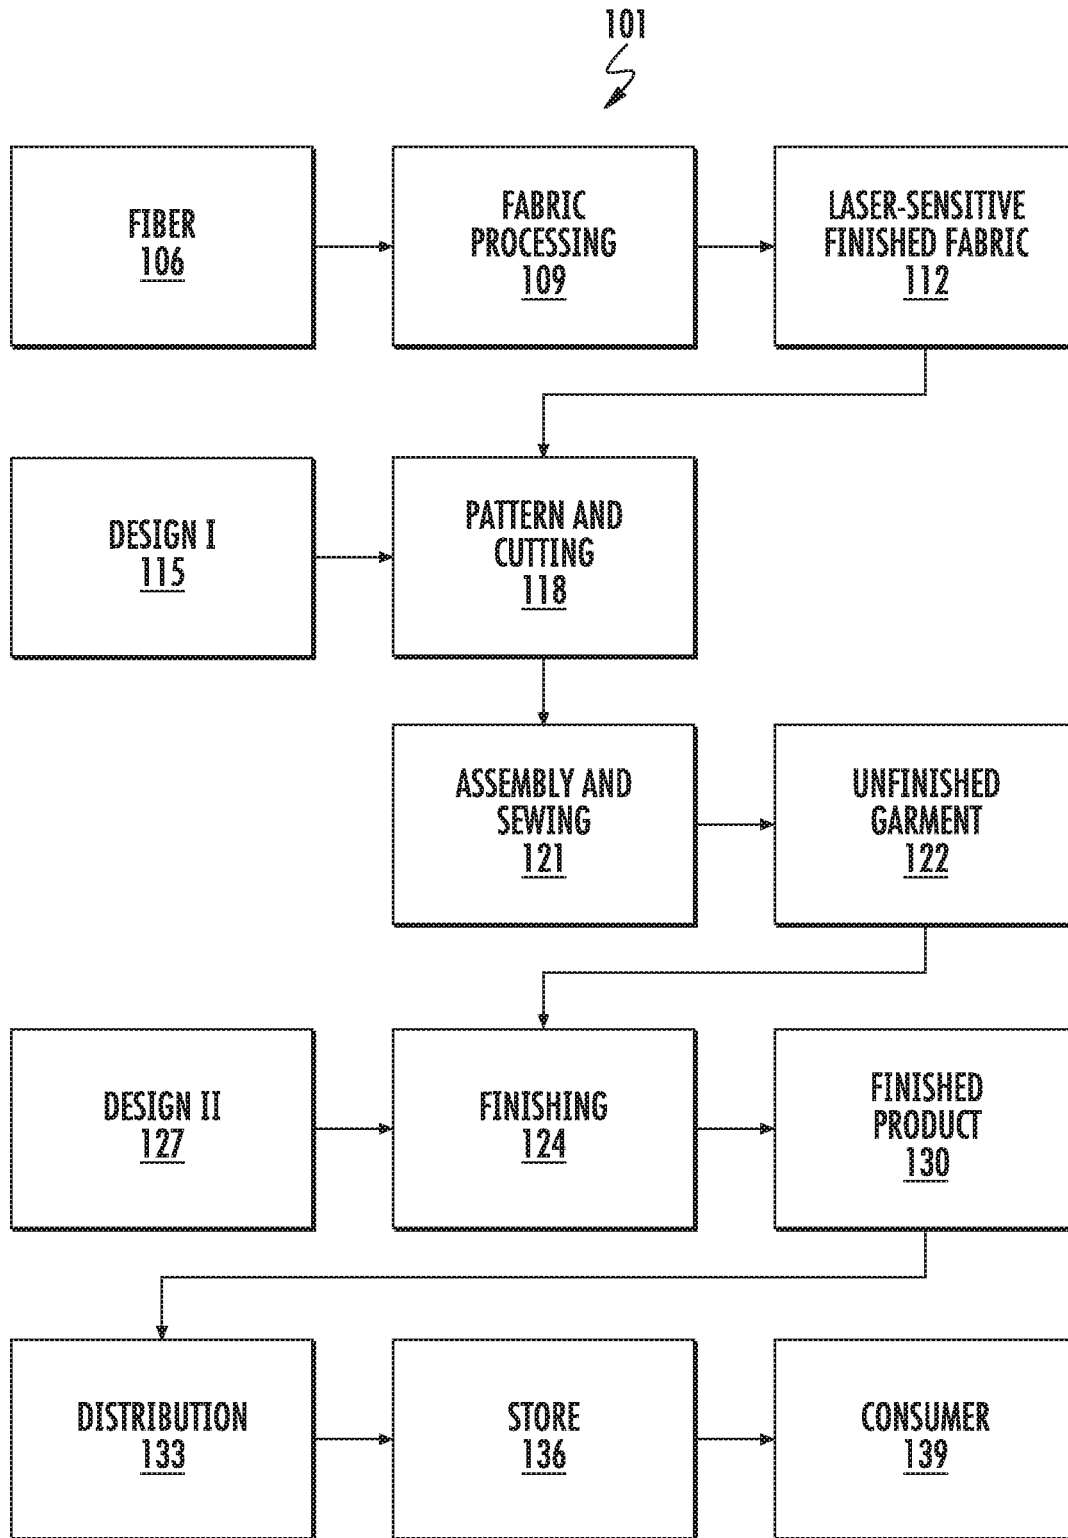 101
FIBER
106
FABRIC
PROCESSING
109
LASER-SENSITIVE
FINISHED FABRIC
112
DESIGN I
115
PATTERN AND
CUTTING
118
ASSEMBLY AND
SEWING
121
UNFINISHED
GARMENT
122
DESIGN II
127
FINISHING
124
FINISHED
PRODUCT
130
DISTRIBUTION
133
STORE
136
CONSUMER
139